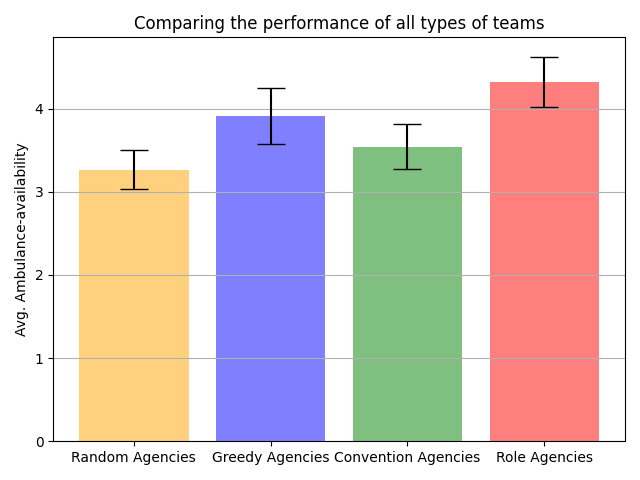 Comparing the performance of all types of teams
Avg. Ambulance-availability
4
3
2
1
0
Random Agencies
Greedy Agencies
Convention Agencies
Role Agencies